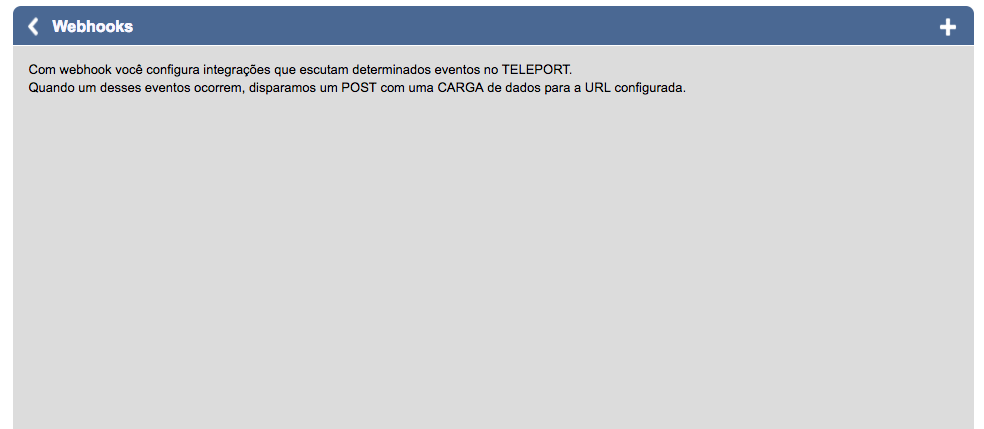 Webhooks
Com webhook você configura integrações que escutam determinados eventos no TELEPORT.
Quando um desses eventos ocorrem, disparamos um POST com uma CARGA de dados para a URL configurada.